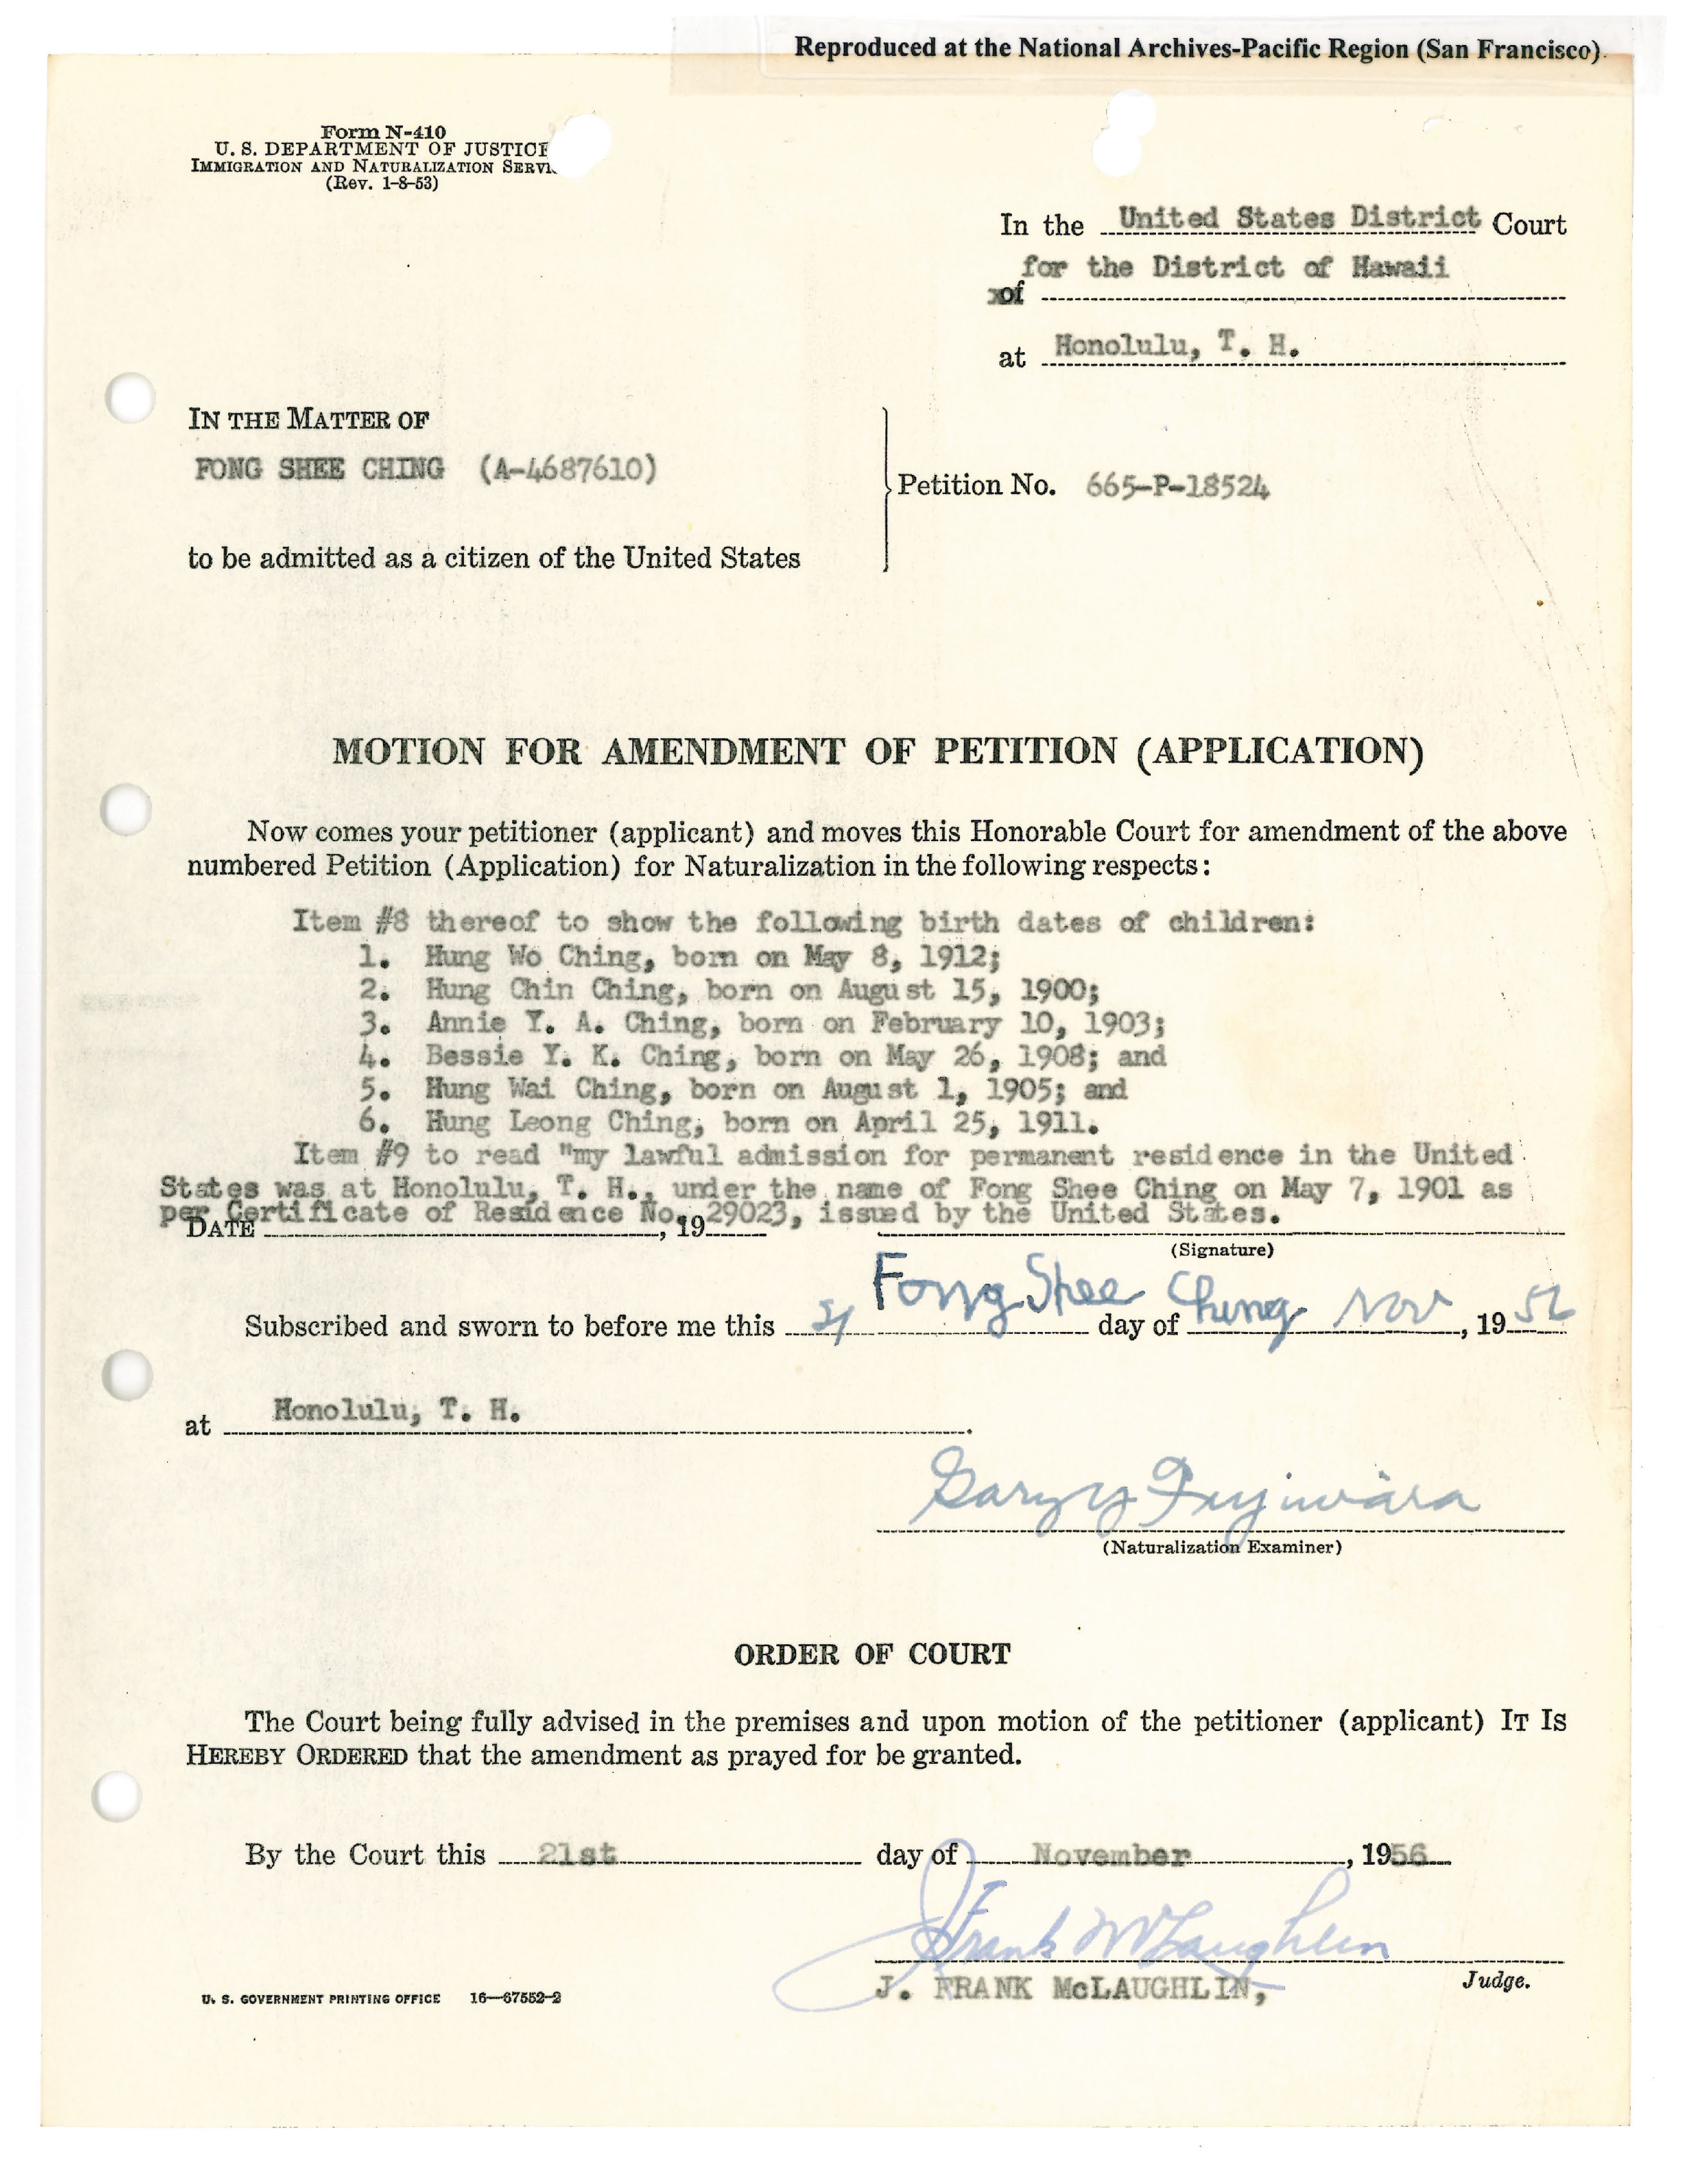 Reproduced at the National Archives-Pacific Region (San Francisco)
Form N-410
U. S. DEPARTMENT OF JUSTICE
IMMIGRATION AND NATURALIZATION SERVI
(Rev. 1-8-53)
In the United States District Court
for the District of Hawaii
xof
at Honolulu, T. H.
IN THE MATTER OF
FONG SHEE CHING (A-4687610)
Petition No. 665-P-18524
to be admitted as a citizen of the United States
MOTION FOR AMENDMENT OF PETITION (APPLICATION)
Now comes your petitioner (applicant) and moves this Honorable Court for amendment of the above
numbered Petition (Application) for Naturalization in the following respects:
Item #8 thereof to show the following birth dates of children:
1. Hung Wo Ching, born on May 8, 1912;
2. Hung Chin Ching, born on August 15, 1900;
3. Annie Y. A. Ching, born on February 10, 1903;
4. Bessie Y. K. Ching, born on May 26, 1908; and
5. Hung Wai Ching, born on August 1, 1905; and
6. Hung Leong Ching, born on April 25, 1911.
Item #9 to read "my lawful admission for permanent residence in the United
States was at Honolulu, T. H., under the name of Fong Shee Ching on May 7, 1901 as
per Certificate of Residence No. 29023, issued by the United States.
DATE , 19
(Signature)
Fong Shee Ching
Subscribed and sworn to before me this 21 day of Nov, 19 56
at Honolulu, T. H.
Garyy Fujiwara
(Naturalization Examiner)
ORDER OF COURT
The Court being fully advised in the premises and upon motion of the petitioner (applicant) IT IS
HEREBY ORDERED that the amendment as prayed for be granted.
By the Court this 21st day of November, 1956
J Frank McLaughlin
J. FRANK McLAUGHLIN, Judge.
U. S. GOVERNMENT PRINTING OFFICE 16—67552-2